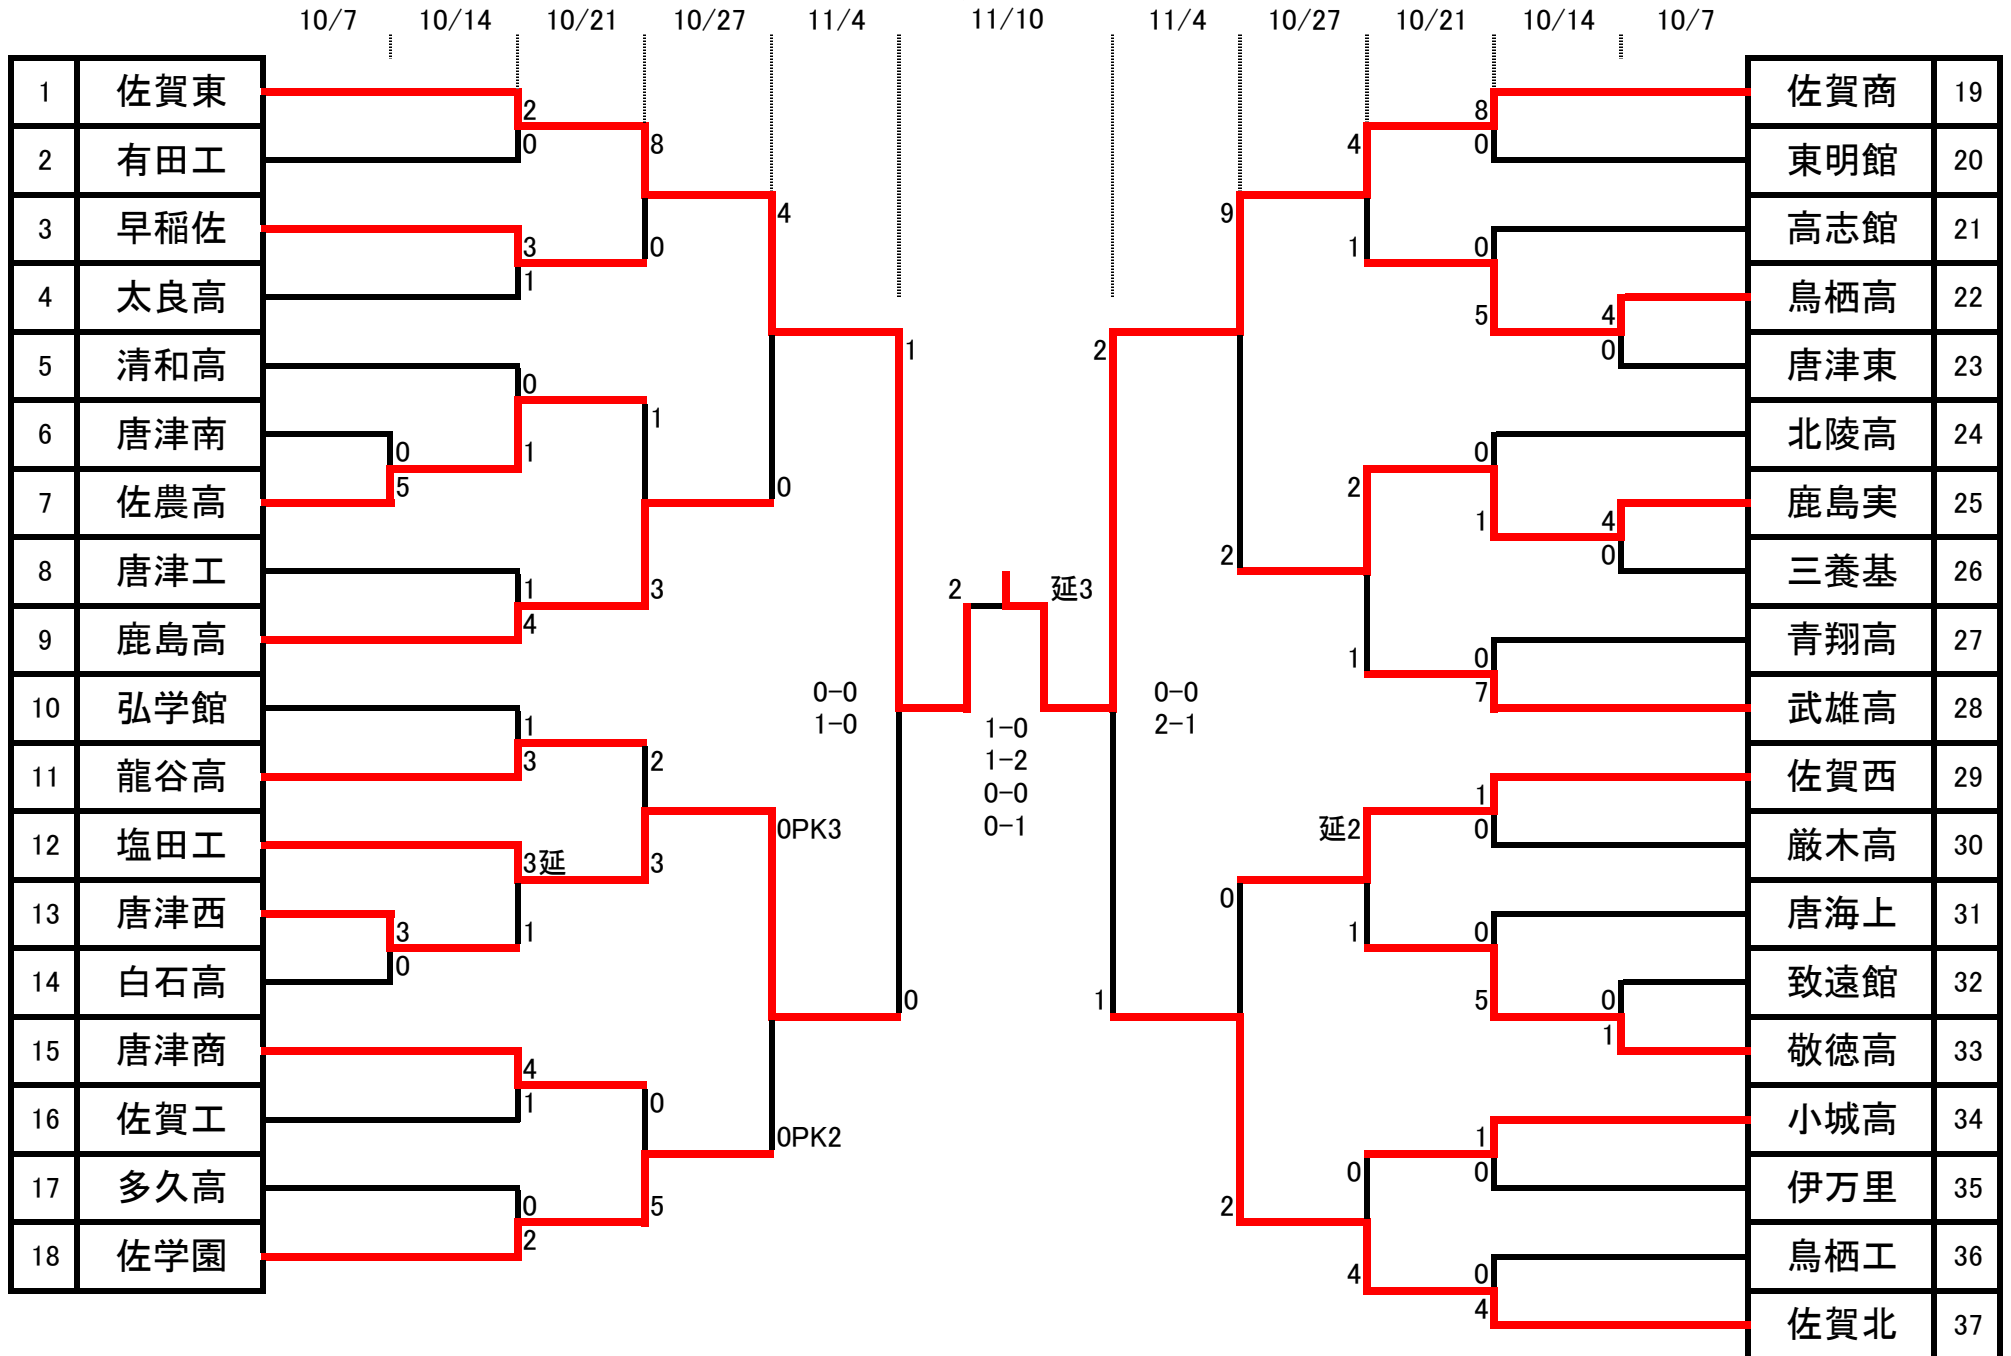 10/7 10/14 10/21 10/27 11/4 11/10 11/4 10/27 10/21 10/14 10/7
1 佐賀東
2 有田工
3 早稲佐
4 太良高
5 清和高
6 唐津南
7 佐農高
8 唐津工
9 鹿島高
10 弘学館
11 龍谷高
12 塩田工
13 唐津西
14 白石高
15 唐津商
16 佐賀工
17 多久高
18 佐学園
0
5
3
0
2
0
3
1
0
1
1
4
1
3
3延
1
4
1
0
2
8
0
1
3
2
3
0
5
4
0
0PK3
0PK2
1
0
0-0
1-0
2 延3
1-0
1-2
0-0
0-1
2
1
0-0
2-1
9
2
0
2
4
1
2
1
延2
1
0
4
8
0
0
5
0
1
0
7
1
0
0
5
1
0
0
4
4
0
4
0
0
1
佐賀商 19
東明館 20
高志館 21
鳥栖高 22
唐津東 23
北陵高 24
鹿島実 25
三養基 26
青翔高 27
武雄高 28
佐賀西 29
厳木高 30
唐海上 31
致遠館 32
敬徳高 33
小城高 34
伊万里 35
鳥栖工 36
佐賀北 37